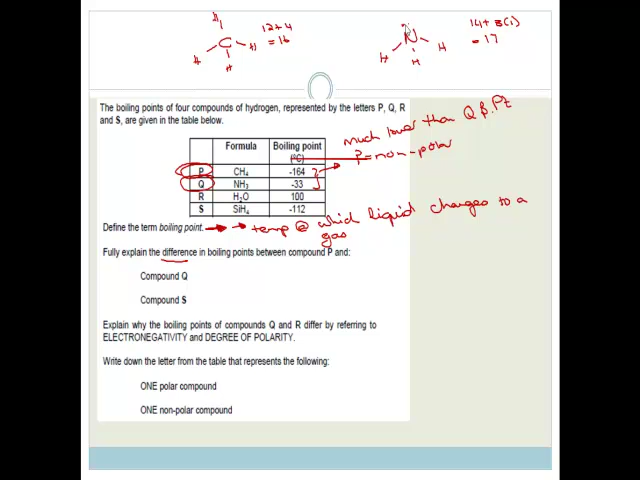 H
12+4
C
H
=16
H
H
14+3(1)
N
=17
H
H
H
The boiling points of four compounds of hydrogen, represented by the letters P, Q, R
and S, are given in the table below.
Formula Boiling point
(°C)
P CH₄ -164
Q NH₃ -33
R H₂O 100
S SiH₄ -112
much lower than Q B.Pt
P = non-polar
Define the term boiling point. → → temp @ which liquid changes to a
gas
Fully explain the difference in boiling points between compound P and:
Compound Q
Compound S
Explain why the boiling points of compounds Q and R differ by referring to
ELECTRONEGATIVITY and DEGREE OF POLARITY.
Write down the letter from the table that represents the following:
ONE polar compound
ONE non-polar compound